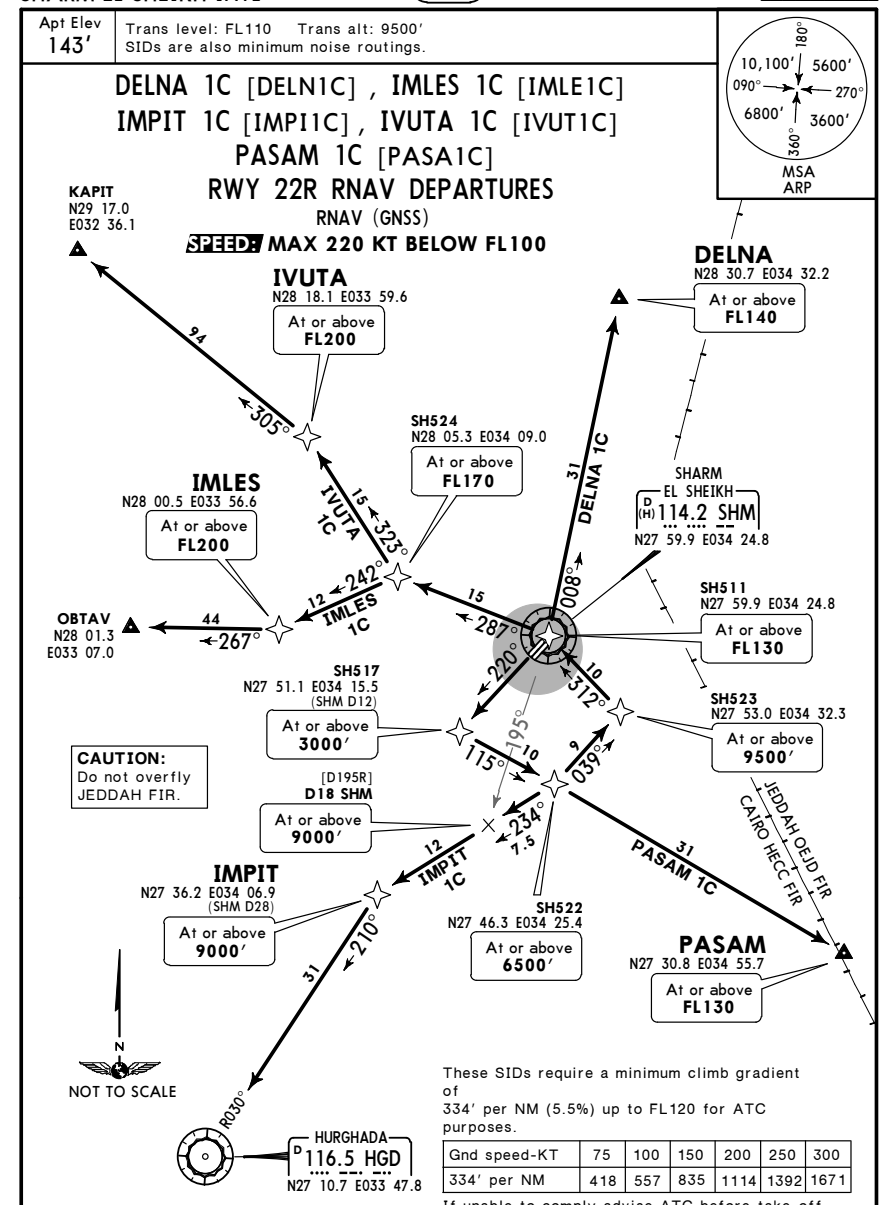 Apt Elev
143'
Trans level: FL110 Trans alt: 9500'
SIDs are also minimum noise routings.
180°
10,100' 5600'
090° 270°
6800' 3600'
360°
MSA
ARP
DELNA 1C [DELN1C] , IMLES 1C [IMLE1C]
IMPIT 1C [IMPI1C] , IVUTA 1C [IVUT1C]
PASAM 1C [PASA1C]
RWY 22R RNAV DEPARTURES
RNAV (GNSS)
SPEED: MAX 220 KT BELOW FL100
KAPIT
N29 17.0
E032 36.1
IVUTA
N28 18.1 E033 59.6
At or above
FL200
DELNA
N28 30.7 E034 32.2
At or above
FL140
94
305°
SH524
N28 05.3 E034 09.0
At or above
FL170
31
DELNA 1C
008°
SHARM
EL SHEIKH
D
(H) 114.2 SHM
N27 59.9 E034 24.8
IMLES
N28 00.5 E033 56.6
At or above
FL200
15
323°
IVUTA
1C
12
242°
IMLES
1C
15
287°
SH511
N27 59.9 E034 24.8
At or above
FL130
OBTAV
N28 01.3
E033 07.0
44
267°
220°
10
312°
SH517
N27 51.1 E034 15.5
(SHM D12)
At or above
3000'
SH523
N27 53.0 E034 32.3
At or above
9500'
195°
10
115°
9
039°
CAUTION:
Do not overfly
JEDDAH FIR.
[D195R]
D18 SHM
At or above
9000'
234°
7.5
12
IMPIT
1C
31
PASAM 1C
JEDDAH OEJD FIR
CAIRO HECC FIR
IMPIT
N27 36.2 E034 06.9
(SHM D28)
At or above
9000'
210°
31
SH522
N27 46.3 E034 25.4
At or above
6500'
PASAM
N27 30.8 E034 55.7
At or above
FL130
N
NOT TO SCALE
R030°
HURGHADA
D 116.5 HGD
N27 10.7 E033 47.8
These SIDs require a minimum climb gradient
of
334' per NM (5.5%) up to FL120 for ATC
purposes.
Gnd speed-KT 75 100 150 200 250 300
334' per NM 418 557 835 1114 1392 1671